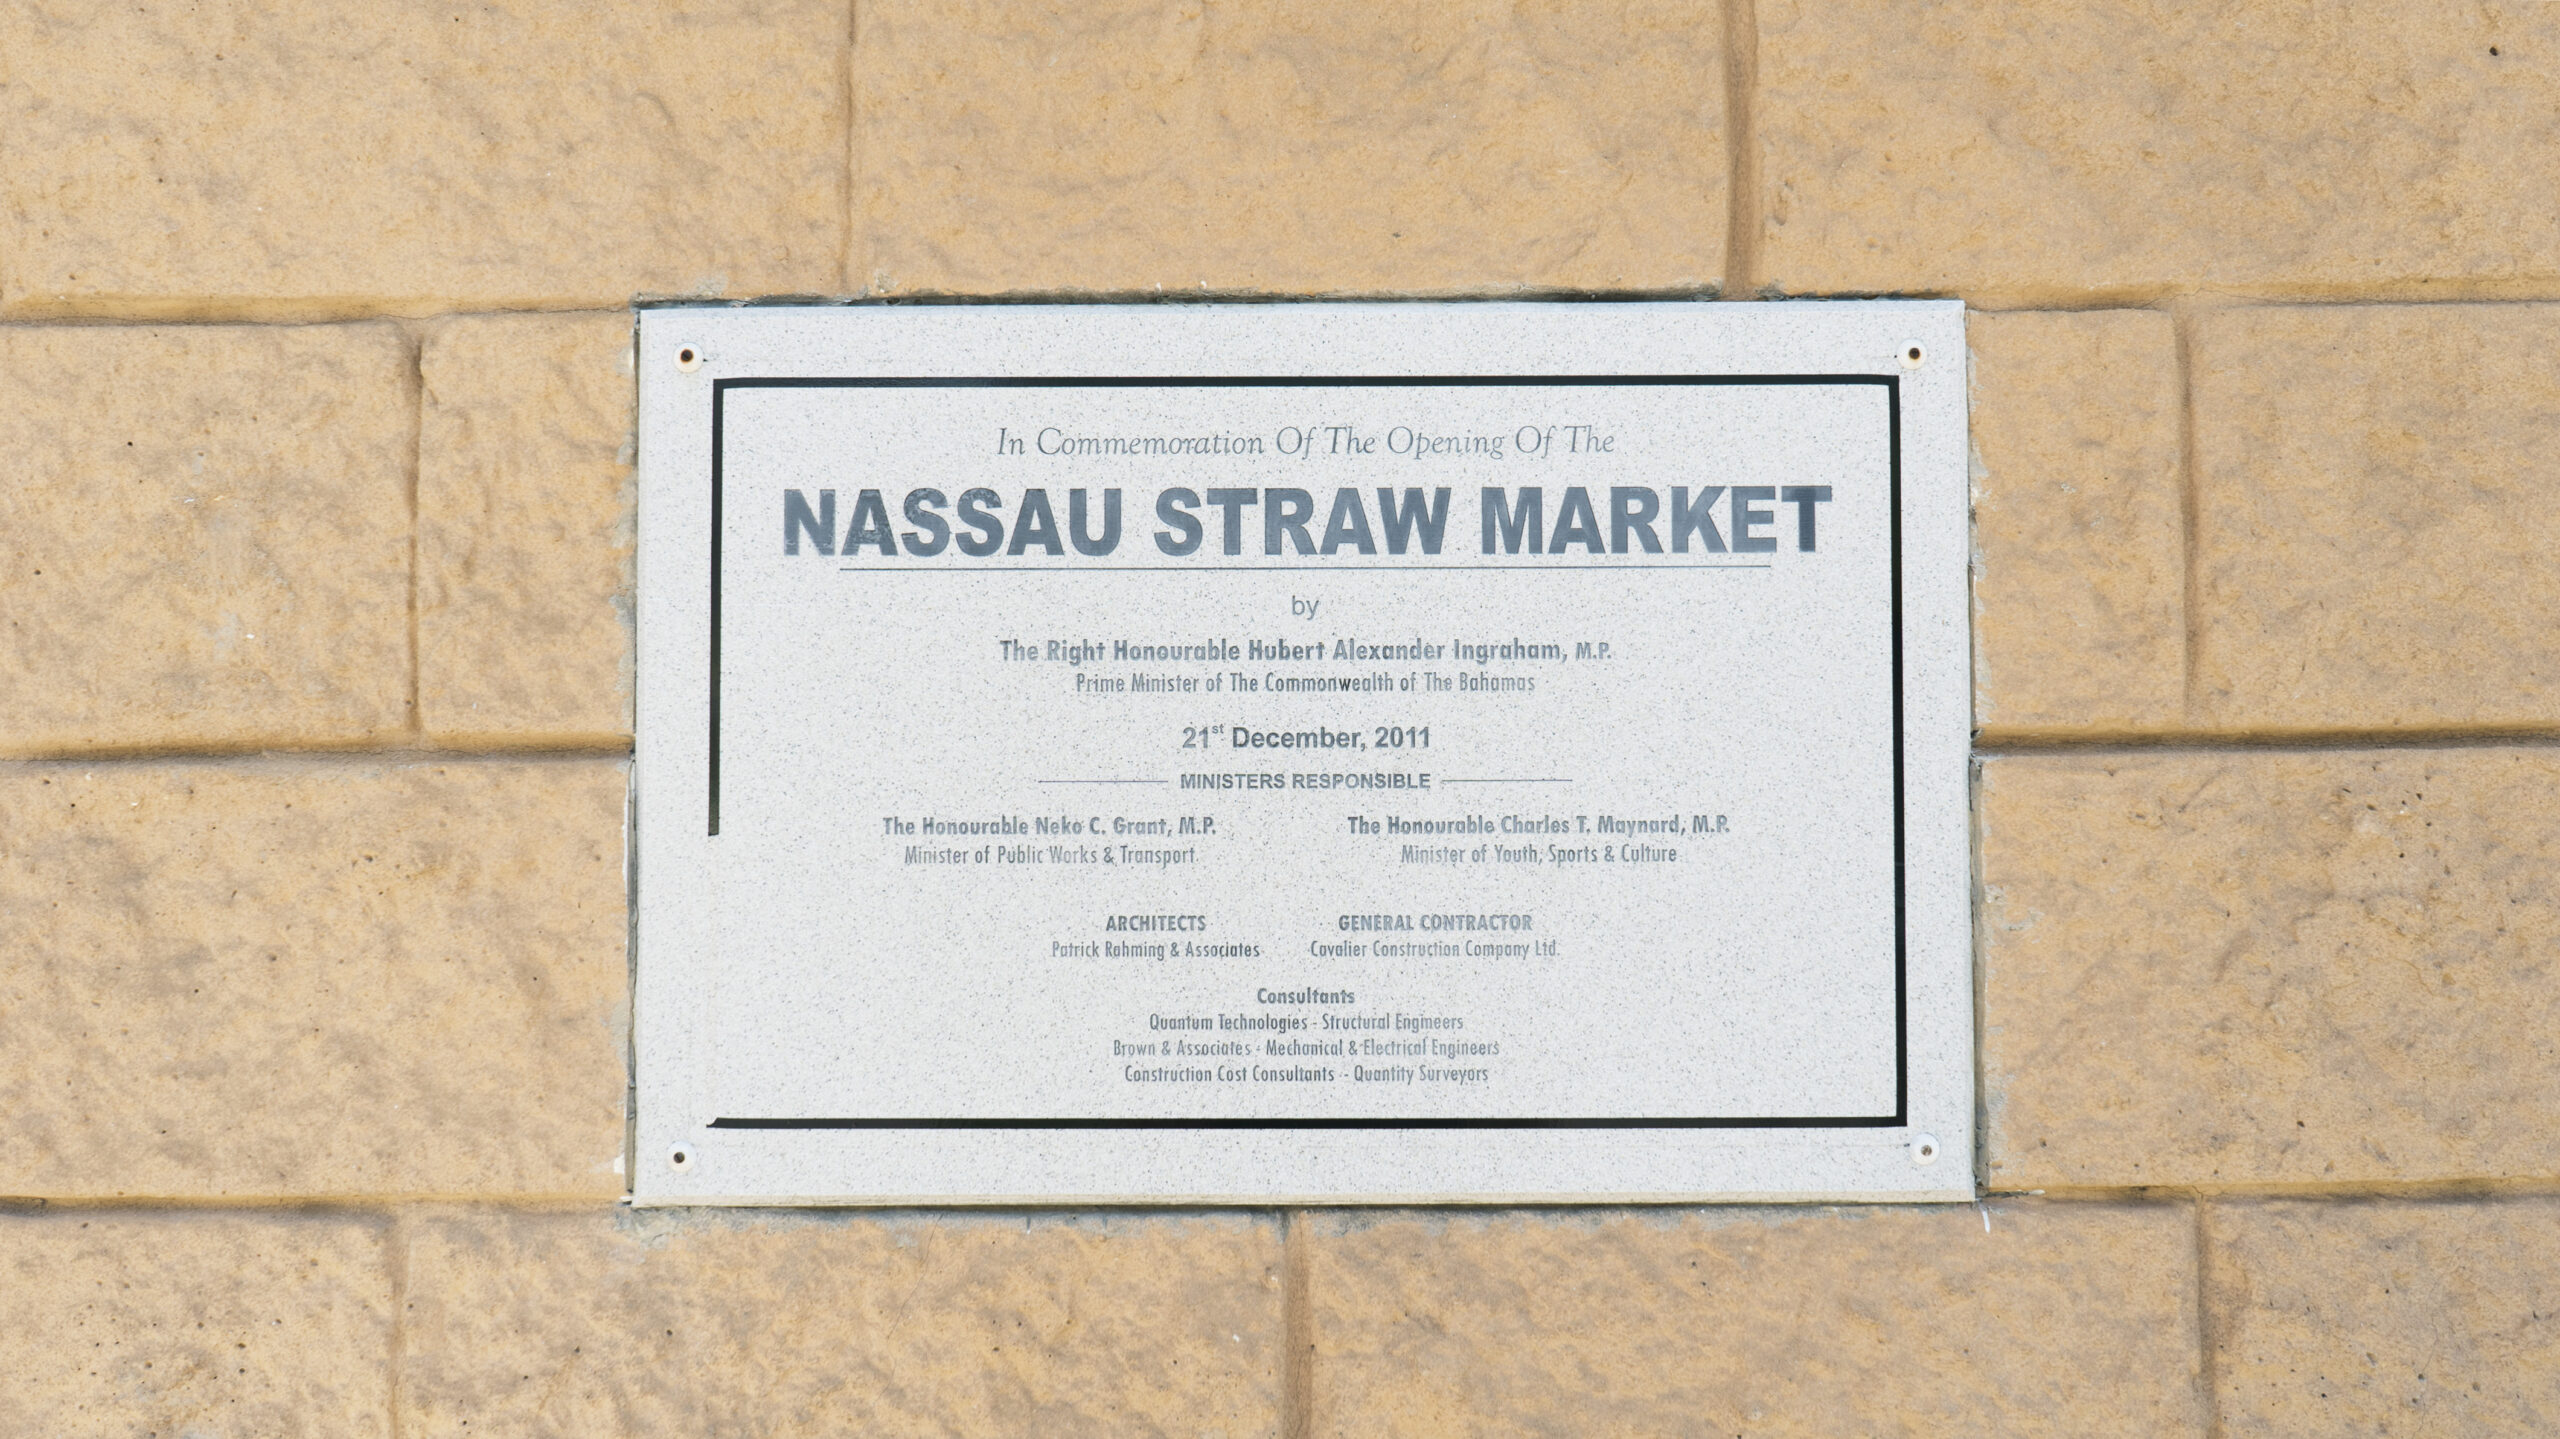 In Commemoration Of The Opening Of The
NASSAU STRAW MARKET
by
The Right Honourable Hubert Alexander Ingraham, M.P.
Prime Minister of The Commonwealth of The Bahamas
21st December, 2011
MINISTERS RESPONSIBLE
The Honourable Neko C. Grant, M.P.
Minister of Public Works & Transport
The Honourable Charles T. Maynard, M.P.
Minister of Youth, Sports & Culture
ARCHITECTS
Patrick Rahming & Associates
GENERAL CONTRACTOR
Cavalier Construction Company Ltd.
Consultants
Quantum Technologies - Structural Engineers
Brown & Associates - Mechanical & Electrical Engineers
Construction Cost Consultants - Quantity Surveyors